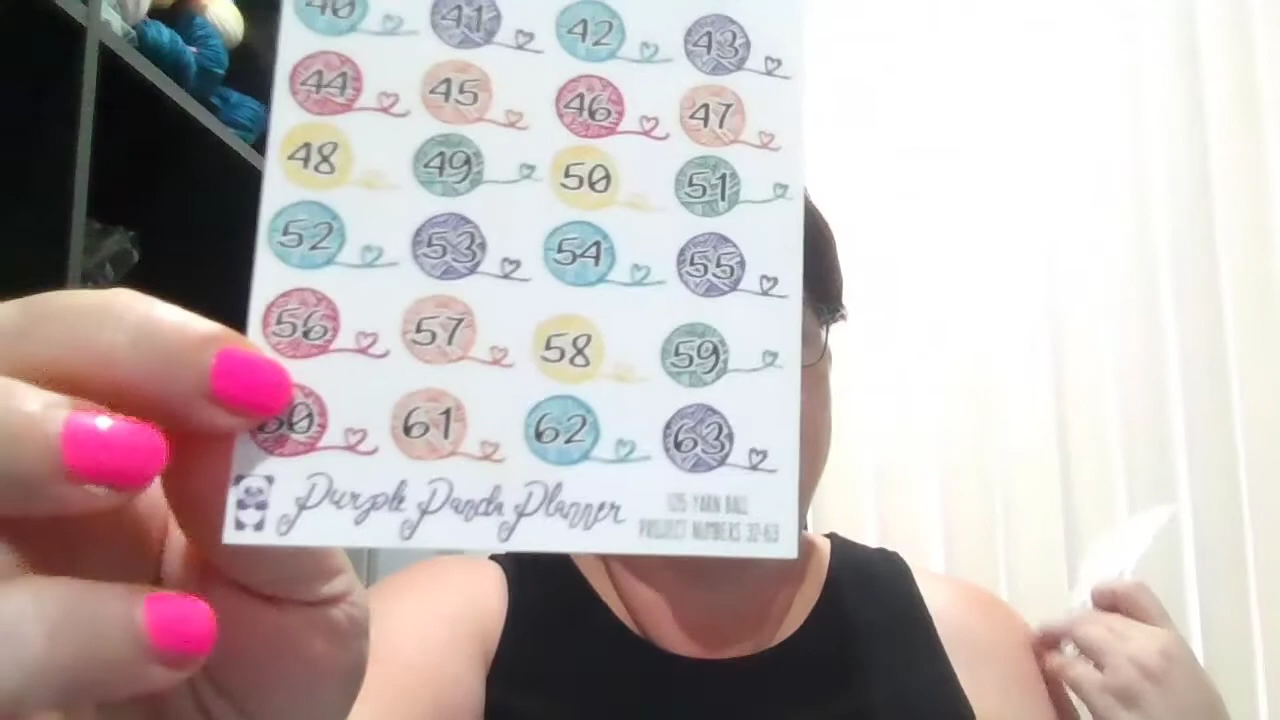 40 41 42 43
44 45 46 47
48 49 50 51
52 53 54 55
56 57 58 59
60 61 62 63
Purple Panda Planner
YARN BALL
PROJECT NUMBERS 32-63